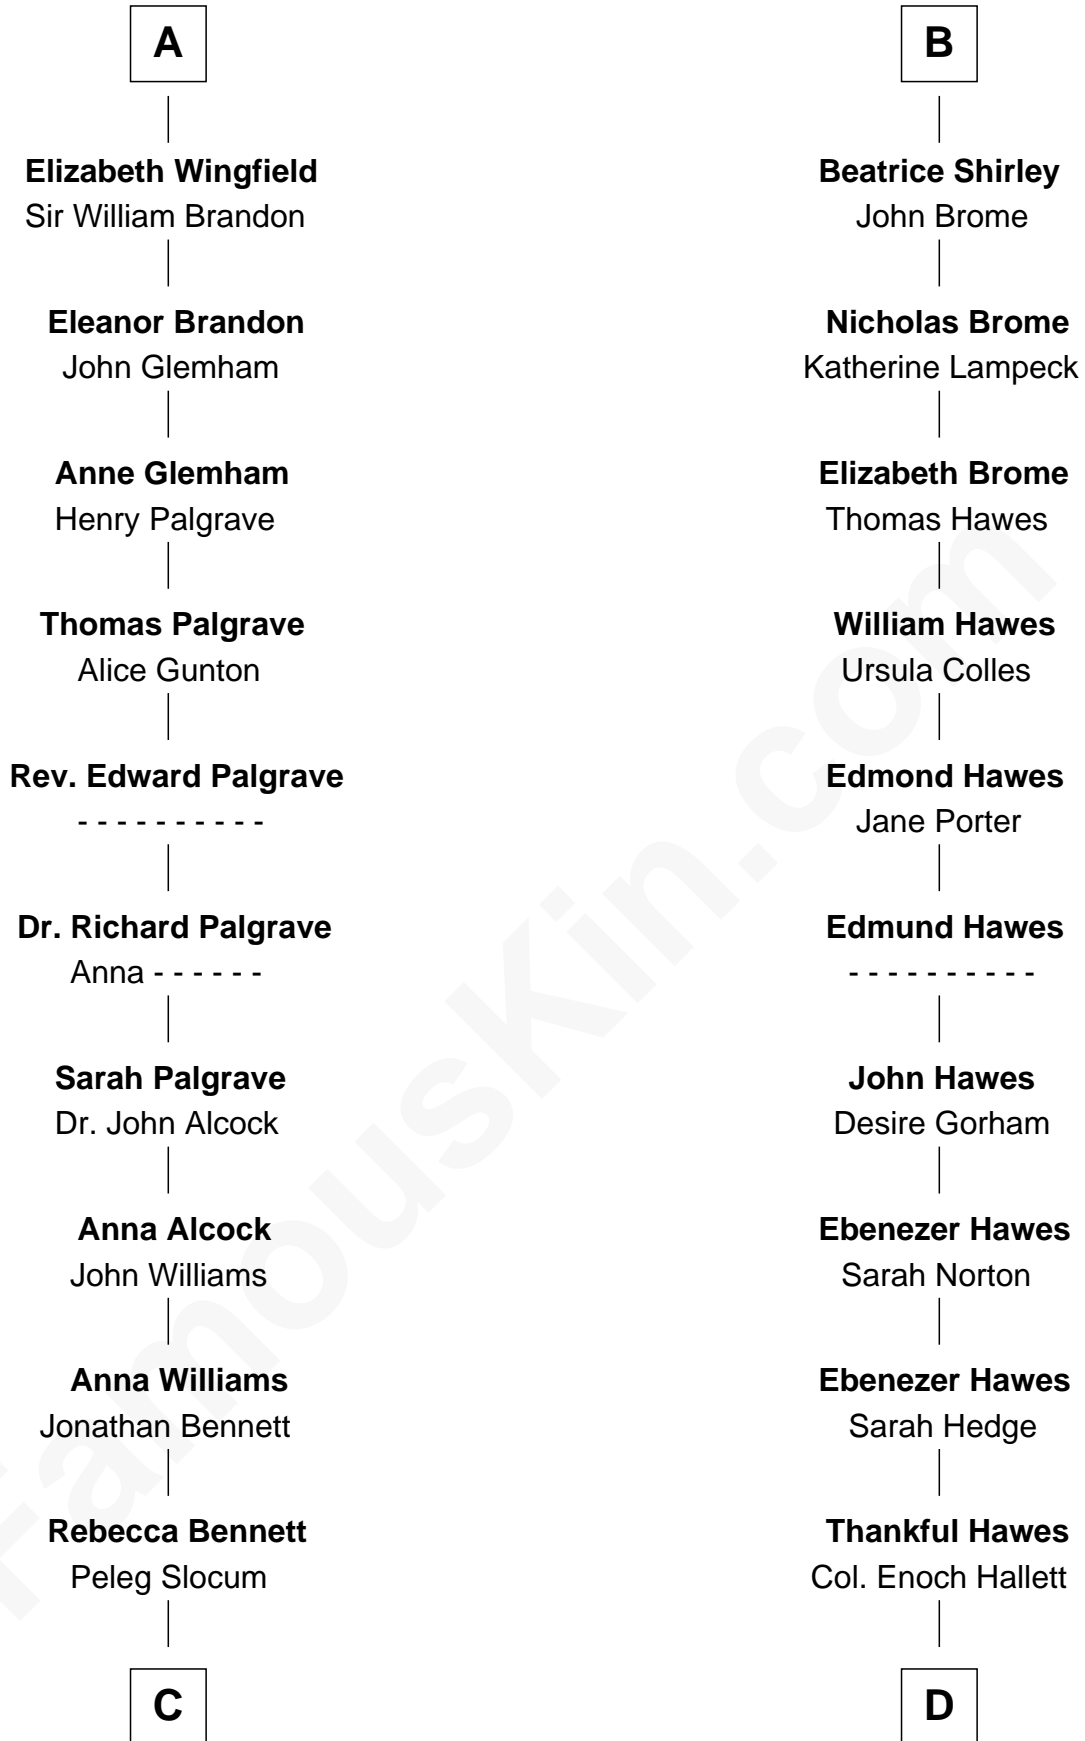 A
Elizabeth Wingfield
Sir William Brandon
Eleanor Brandon
John Glemham
Anne Glemham
Henry Palgrave
Thomas Palgrave
Alice Gunton
Rev. Edward Palgrave
- - - - - - - - - -
Dr. Richard Palgrave
Anna - - - - - -
Sarah Palgrave
Dr. John Alcock
Anna Alcock
John Williams
Anna Williams
Jonathan Bennett
Rebecca Bennett
Peleg Slocum
C
B
Beatrice Shirley
John Brome
Nicholas Brome
Katherine Lampeck
Elizabeth Brome
Thomas Hawes
William Hawes
Ursula Colles
Edmond Hawes
Jane Porter
Edmund Hawes
- - - - - - - - - -
John Hawes
Desire Gorham
Ebenezer Hawes
Sarah Norton
Ebenezer Hawes
Sarah Hedge
Thankful Hawes
Col. Enoch Hallett
D
FamousKin.com